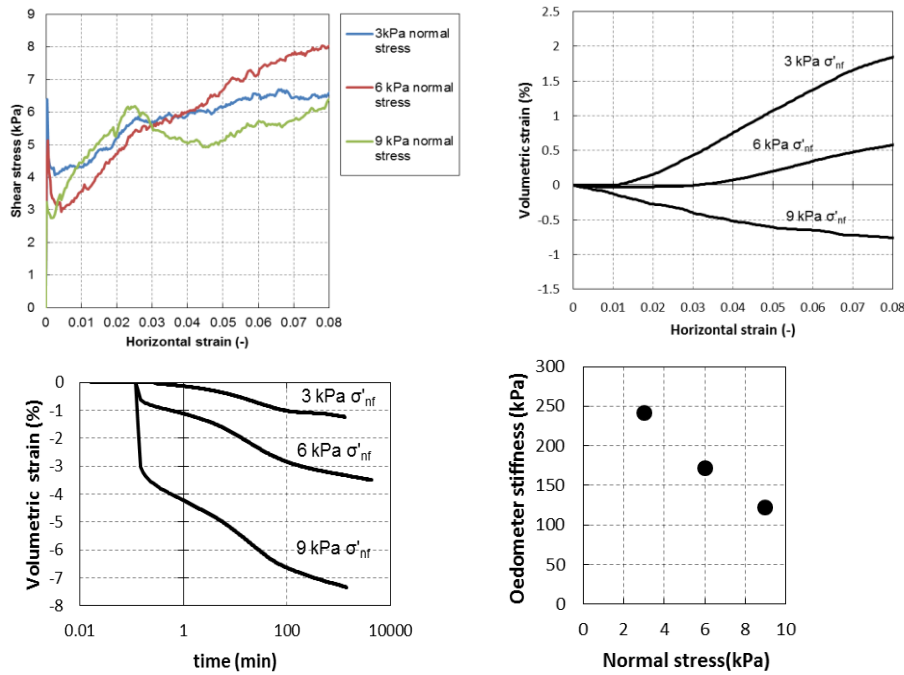 8
7
6
5
4
3
2
1
0
Shear stress (kPa)
0 0.01 0.02 0.03 0.04 0.05 0.06 0.07 0.08
Horizontal strain (-)
3kPa normal
stress
6 kPa normal
stress
9 kPa normal
stress
2.5
2
1.5
1
0.5
0
-0.5
-1
-1.5
Volumetric strain (%)
3 kPa σ'nf
6 kPa σ'nf
9 kPa σ'nf
0 0.01 0.02 0.03 0.04 0.05 0.06 0.07 0.08
Horizontal strain (-)
0
-1
-2
-3
-4
-5
-6
-7
-8
Volumetric strain (%)
3 kPa σ'nf
6 kPa σ'nf
9 kPa σ'nf
0.01 1 100 10000
time (min)
300
250
200
150
100
50
0
Oedometer stiffness (kPa)
0 2 4 6 8 10
Normal stress(kPa)